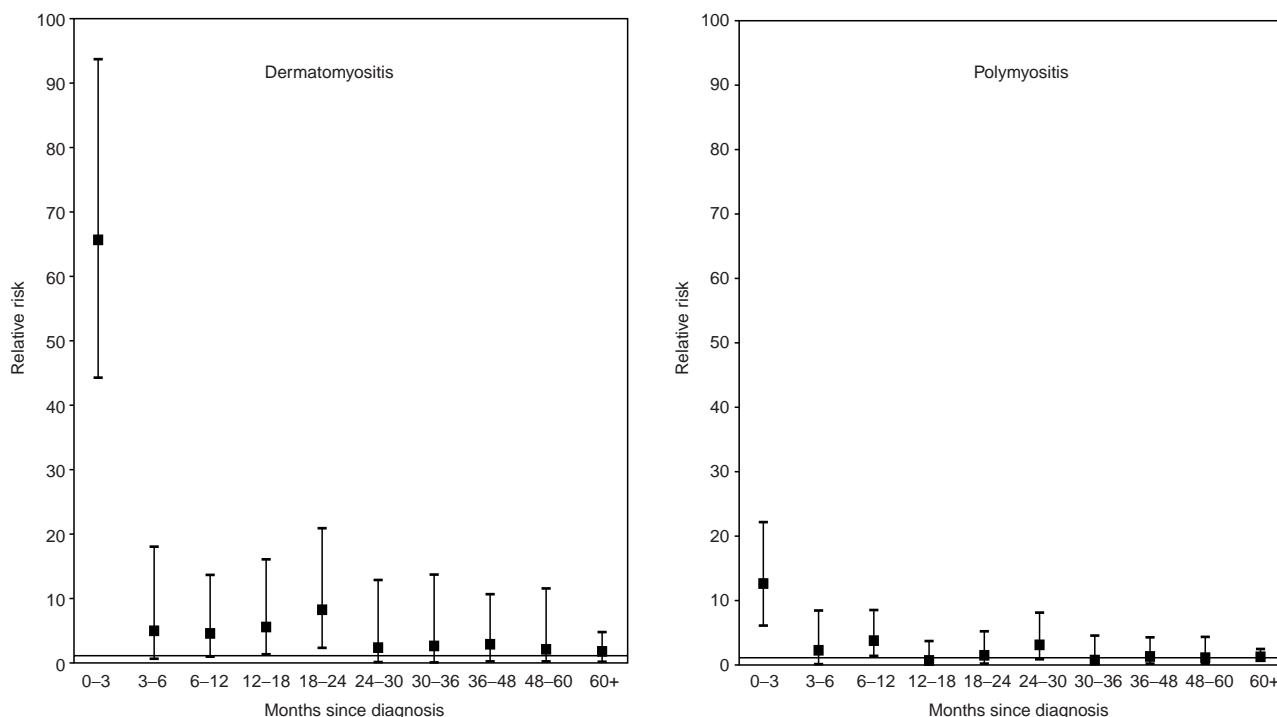 Dermatomyositis
Relative risk
100
90
80
70
60
50
40
30
20
10
0
0–3 3–6 6–12 12–18 18–24 24–30 30–36 36–48 48–60 60+
Months since diagnosis
Polymyositis
Relative risk
100
90
80
70
60
50
40
30
20
10
0
0–3 3–6 6–12 12–18 18–24 24–30 30–36 36–48 48–60 60+
Months since diagnosis